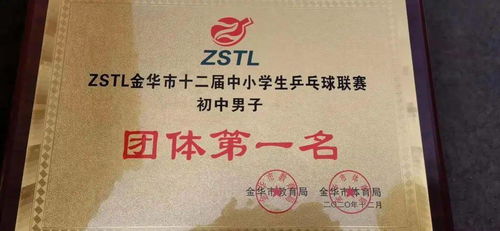 ZSTL
ZSTL金华市十二届中小学生乒乓球联赛
初中男子
团体第一名
金华市教育局 金华市体育局
二〇二〇年十二月